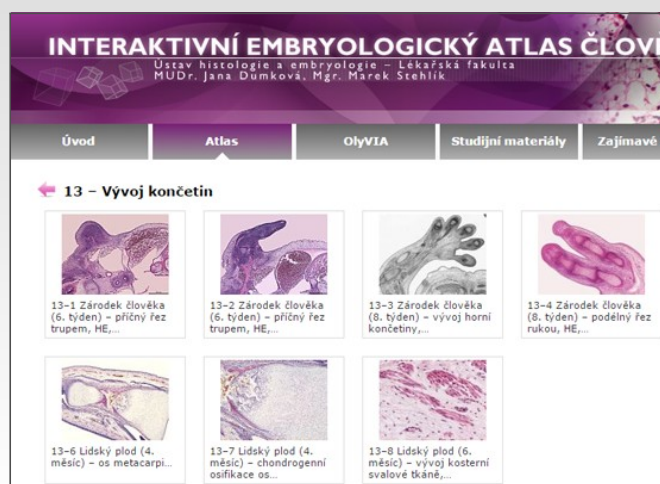 INTERAKTIVNÍ EMBRYOLOGICKÝ ATLAS ČLOV
Ústav histologie a embryologie – Lékařská fakulta
MUDr. Jana Dumková, Mgr. Marek Stehlík
Úvod
Atlas
OlyVIA
Studijní materiály
Zajímavé
13 – Vývoj končetin
13–1 Zárodek člověka
(6. týden) – příčný řez
trupem, HE,...
13–2 Zárodek člověka
(6. týden) – příčný řez
trupem, HE,...
13–3 Zárodek člověka
(8. týden) – vývoj horní
končetiny,...
13–4 Zárodek člověka
(8. týden) – podélný řez
rukou, HE,...
13–6 Lidský plod (4.
měsíc) – os metacarpi...
13–7 Lidský plod (4.
měsíc) – chondrogenní
osifikace os...
13–8 Lidský plod (6.
měsíc) – vývoj kosterní
svalové tkáně,...